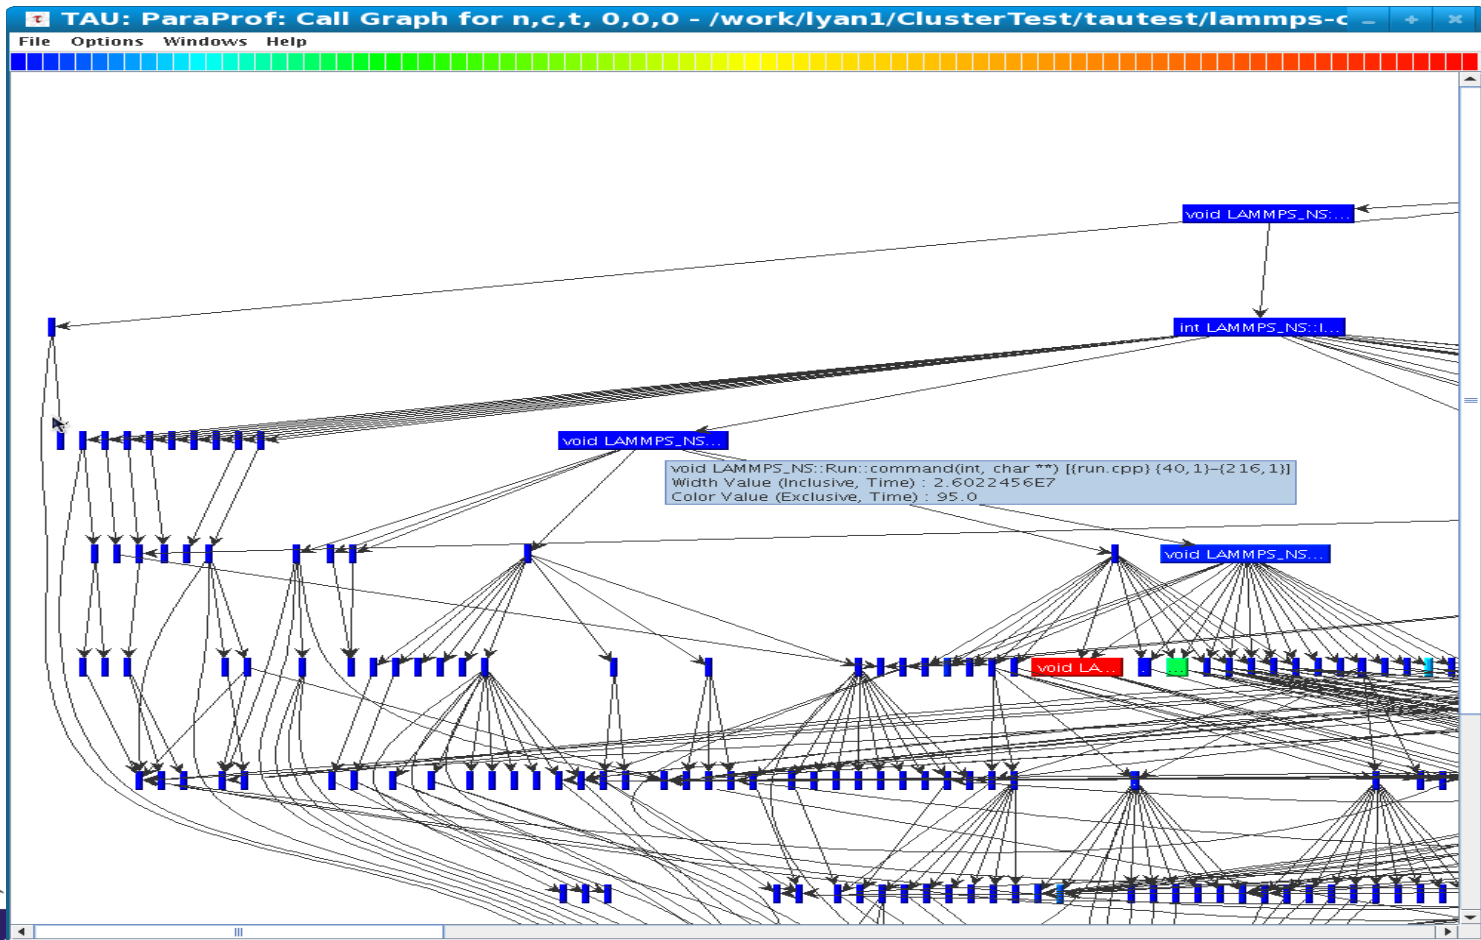 TAU: ParaProf: Call Graph for n,c,t, 0,0,0 - /work/lyan1/ClusterTest/tautest/lammps-c
File Options Windows Help
void LAMMPS_NS:...
int LAMMPS_NS::I...
void LAMMPS_NS...
void LAMMPS_NS::Run::command(int, char **) [{run.cpp} {40,1}-{216,1}]
Width Value (Inclusive, Time) : 2.6022456E7
Color Value (Exclusive, Time) : 95.0
void LAMMPS_NS...
void LA...
...